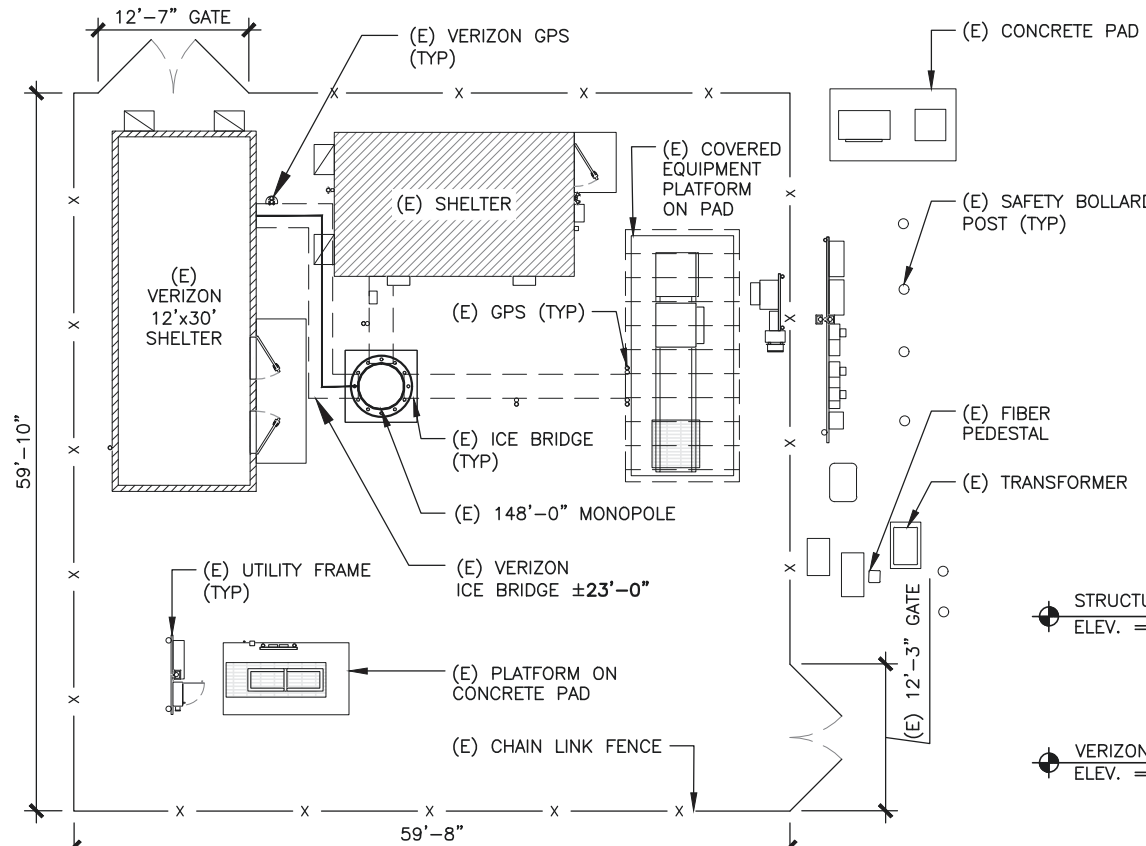 12'-7" GATE
(E) VERIZON GPS
(TYP)
(E) CONCRETE PAD
(E) COVERED
EQUIPMENT
PLATFORM
ON PAD
(E) SHELTER
(E) SAFETY BOLLARD
POST (TYP)
(E)
VERIZON
12'x30'
SHELTER
(E) GPS (TYP)
(E) ICE BRIDGE
(TYP)
(E) FIBER
PEDESTAL
59'-10"
(E) TRANSFORMER
(E) 148'-0" MONOPOLE
(E) VERIZON
ICE BRIDGE ±23'-0"
(E) UTILITY FRAME
(TYP)
(E) 12'-3" GATE
STRUCTU
ELEV. =
(E) PLATFORM ON
CONCRETE PAD
(E) CHAIN LINK FENCE
VERIZON
ELEV. =
59'-8"